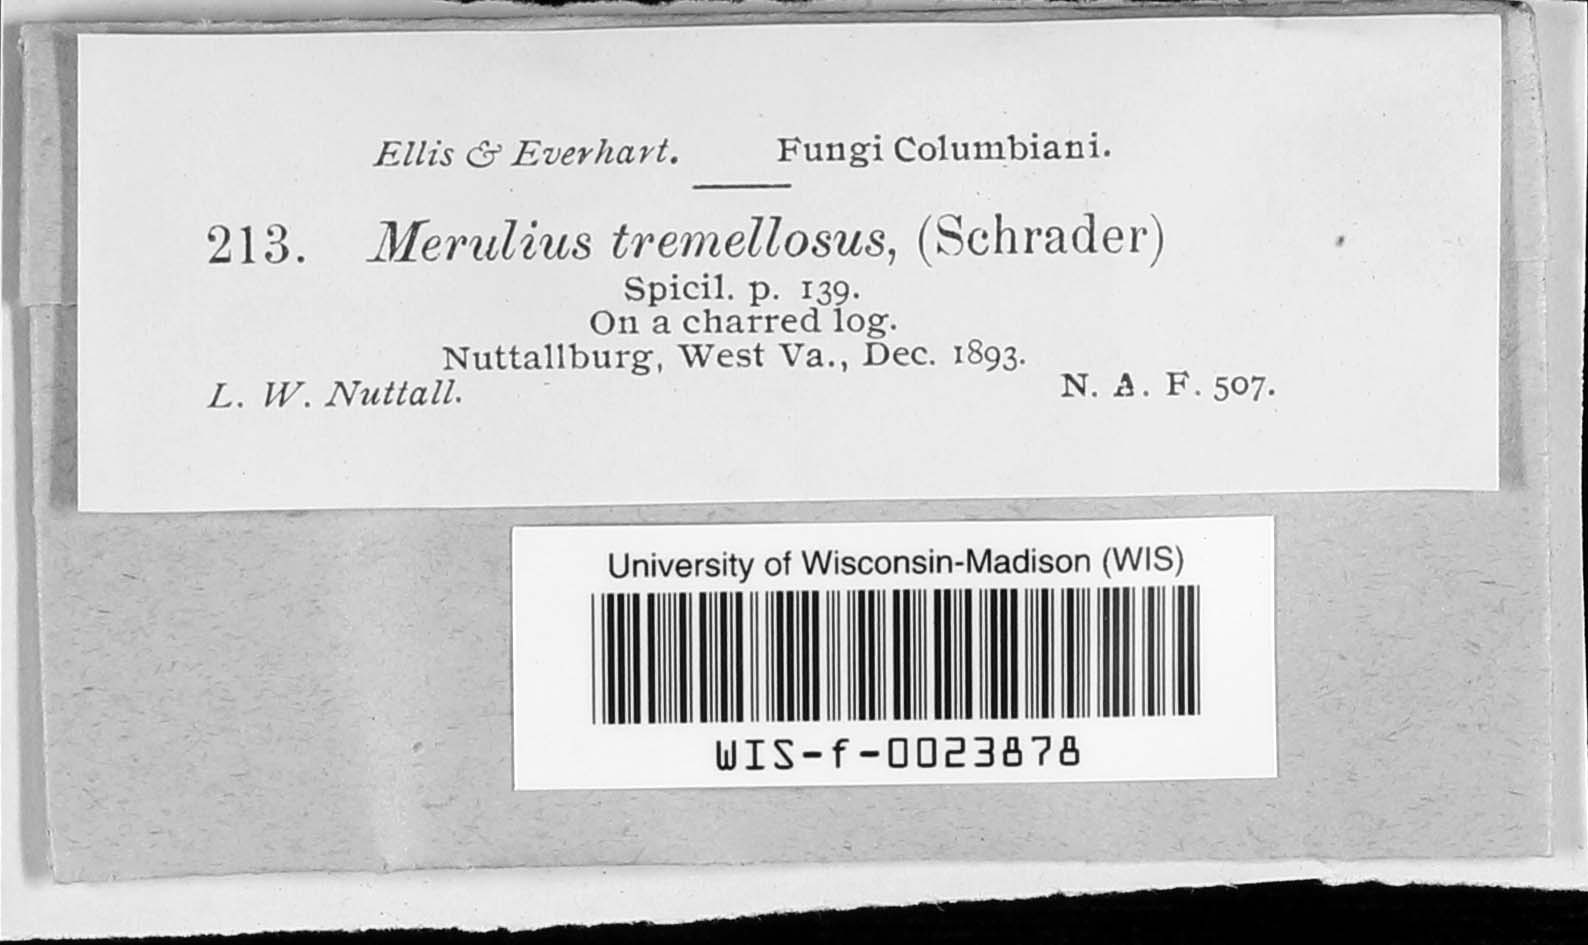 Ellis & Everhart. Fungi Columbiani.
213. Merulius tremellosus, (Schrader)
Spicil. p. 139.
On a charred log.
Nuttallburg, West Va., Dec. 1893.
L. W. Nuttall. N. A. F. 507.
University of Wisconsin-Madison (WIS)
WIS-f-0023878